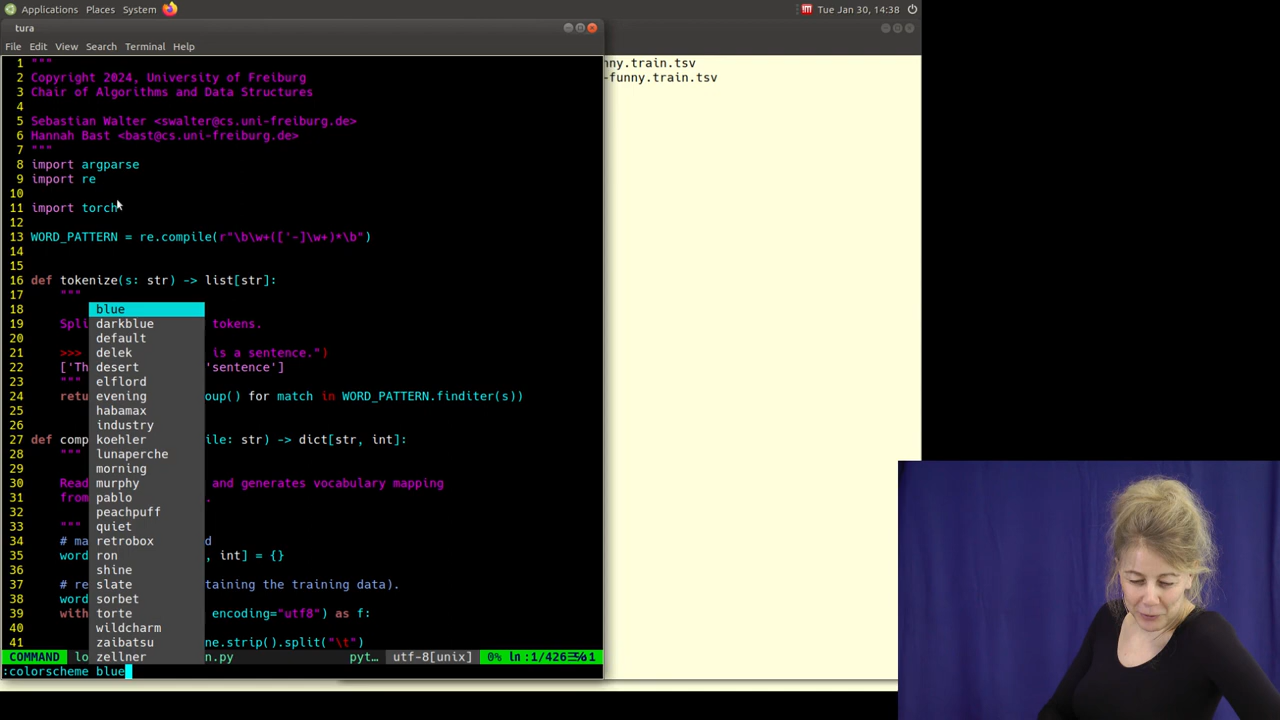 Applications Places System Tue Jan 30, 14:38
tura
File Edit View Search Terminal Help
1 """
2 Copyright 2024, University of Freiburg
3 Chair of Algorithms and Data Structures
4
5 Sebastian Walter <swalter@cs.uni-freiburg.de>
6 Hannah Bast <bast@cs.uni-freiburg.de>
7 """
8 import argparse
9 import re
10
11 import torch
12
13 WORD_PATTERN = re.compile(r"\b\w+(['-]\w+)*\b")
14
15
16 def tokenize(s: str) -> list[str]:
17 """
18 blue
19 Spli darkblue tokens.
20 default
21 >>> delek is a sentence.")
22 ['Th desert 'sentence']
23 """ elflord
24 retu evening oup() for match in WORD_PATTERN.finditer(s))
25 habamax
26 industry
27 def comp koehler ile: str) -> dict[str, int]:
28 """ lunaperche
29 morning
30 Read murphy and generates vocabulary mapping
31 from pablo .
32 peachpuff
33 """ quiet
34 # ma retrobox d
35 word ron , int] = {}
36 shine
37 # re slate taining the training data).
38 word sorbet
39 with torte encoding="utf8") as f:
40 wildcharm
41 zaibatsu ne.strip().split("\t")
COMMAND lo zellner n.py pyt… utf-8[unix] 0% ln:1/426
:colorscheme blue
nny.train.tsv
-funny.train.tsv